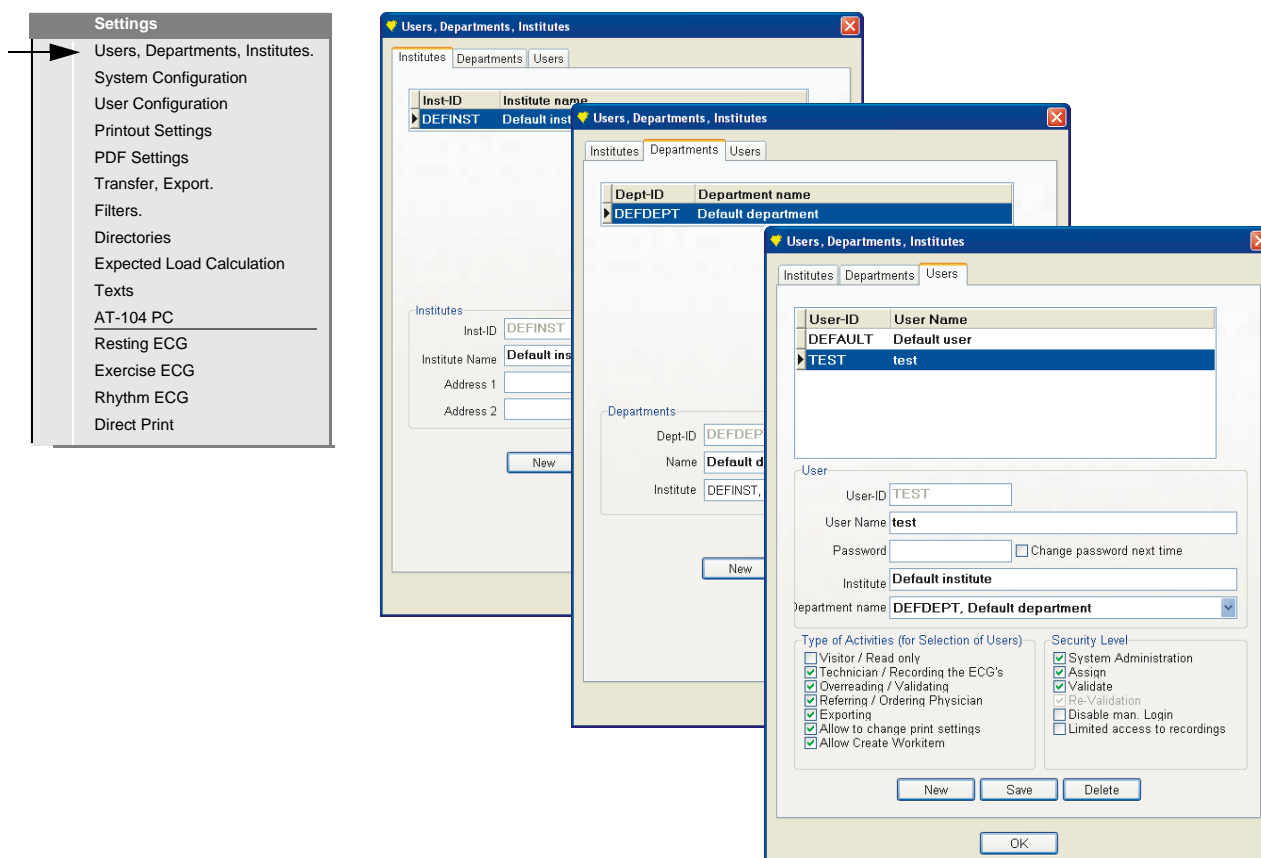 Settings
Users, Departments, Institutes.
System Configuration
User Configuration
Printout Settings
PDF Settings
Transfer, Export.
Filters.
Directories
Expected Load Calculation
Texts
AT-104 PC
Resting ECG
Exercise ECG
Rhythm ECG
Direct Print
Users, Departments, Institutes
Institutes Departments Users
Inst-ID Institute name
DEFINST Default inst
Institutes
Inst-ID DEFINST
Institute Name Default ins
Address 1
Address 2
New
Users, Departments, Institutes
Institutes Departments Users
Dept-ID Department name
DEFDEPT Default department
Departments
Dept-ID DEFDEP
Name Default d
Institute DEFINST,
New
Users, Departments, Institutes
Institutes Departments Users
User-ID User Name
DEFAULT Default user
TEST test
User
User-ID TEST
User Name test
Password Change password next time
Institute Default institute
Department name DEFDEPT, Default department
Type of Activities (for Selection of Users)
Visitor / Read only
Technician / Recording the ECG's
Overreading / Validating
Referring / Ordering Physician
Exporting
Allow to change print settings
Allow Create Workitem
Security Level
System Administration
Assign
Validate
Re-Validation
Disable man. Login
Limited access to recordings
New Save Delete
OK